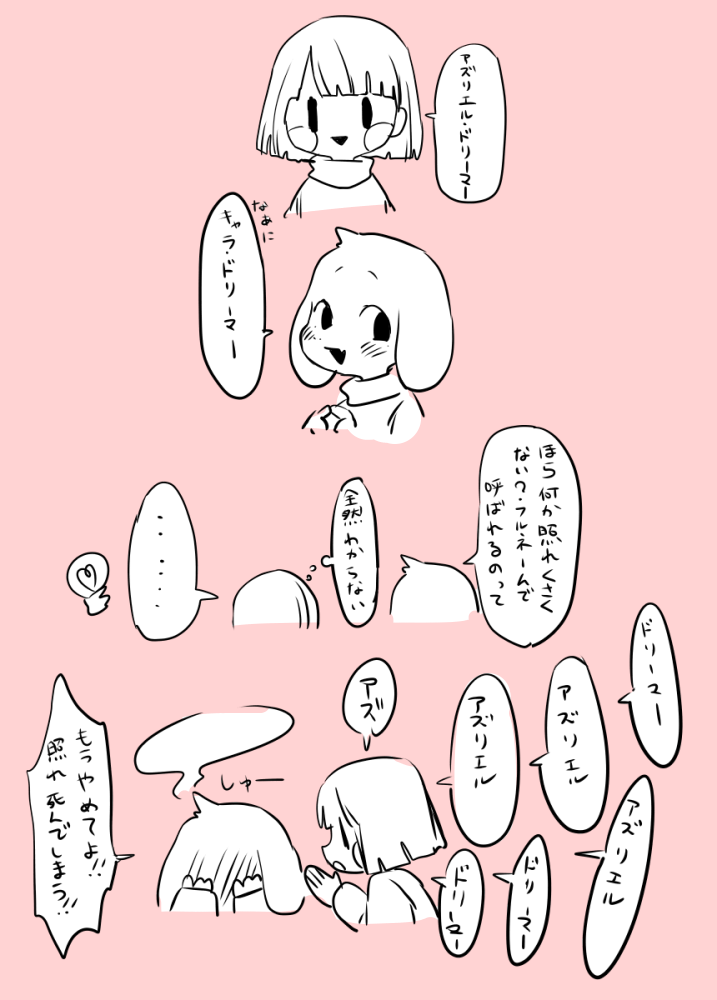 アズリエル・ドリーマー
なぁに
キャラ・ドリーマー
ほら何か照れくさく
ない?・フルネームで
呼ばれるのって
全然わからない
・・・・・・
ドリーマー
アズリエル
アズリエル
アズ
アズリエル
ドリーマー
ドリーマー
しゅー
もうやめてよ!!
照れ死んでしまう!!